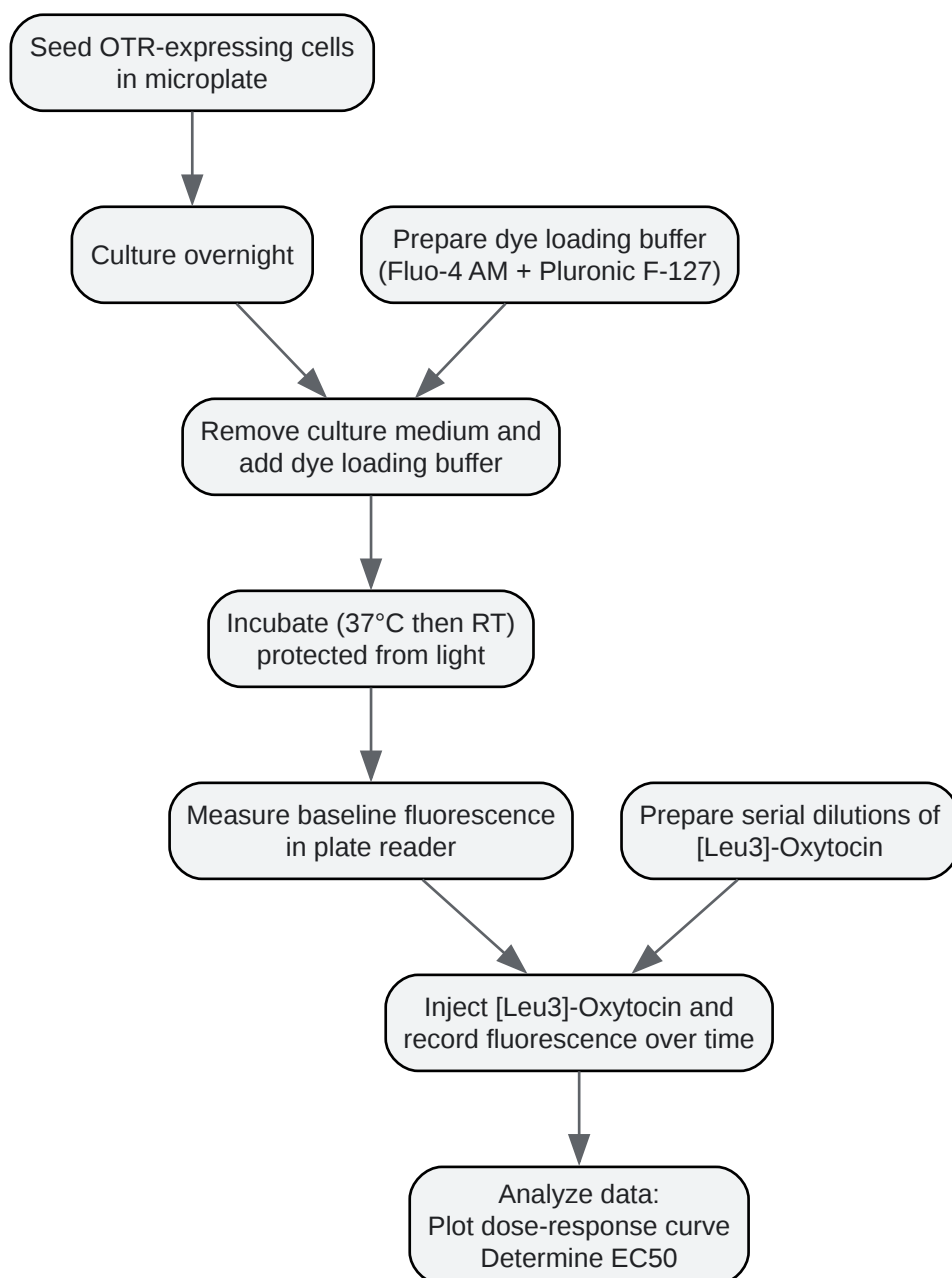 Seed OTR-expressing cells
in microplate
Culture overnight
Prepare dye loading buffer
(Fluo-4 AM + Pluronic F-127)
Remove culture medium and
add dye loading buffer
Incubate (37°C then RT)
protected from light
Measure baseline fluorescence
in plate reader
Prepare serial dilutions of
[Leu3]-Oxytocin
Inject [Leu3]-Oxytocin and
record fluorescence over time
Analyze data:
Plot dose-response curve
Determine EC50